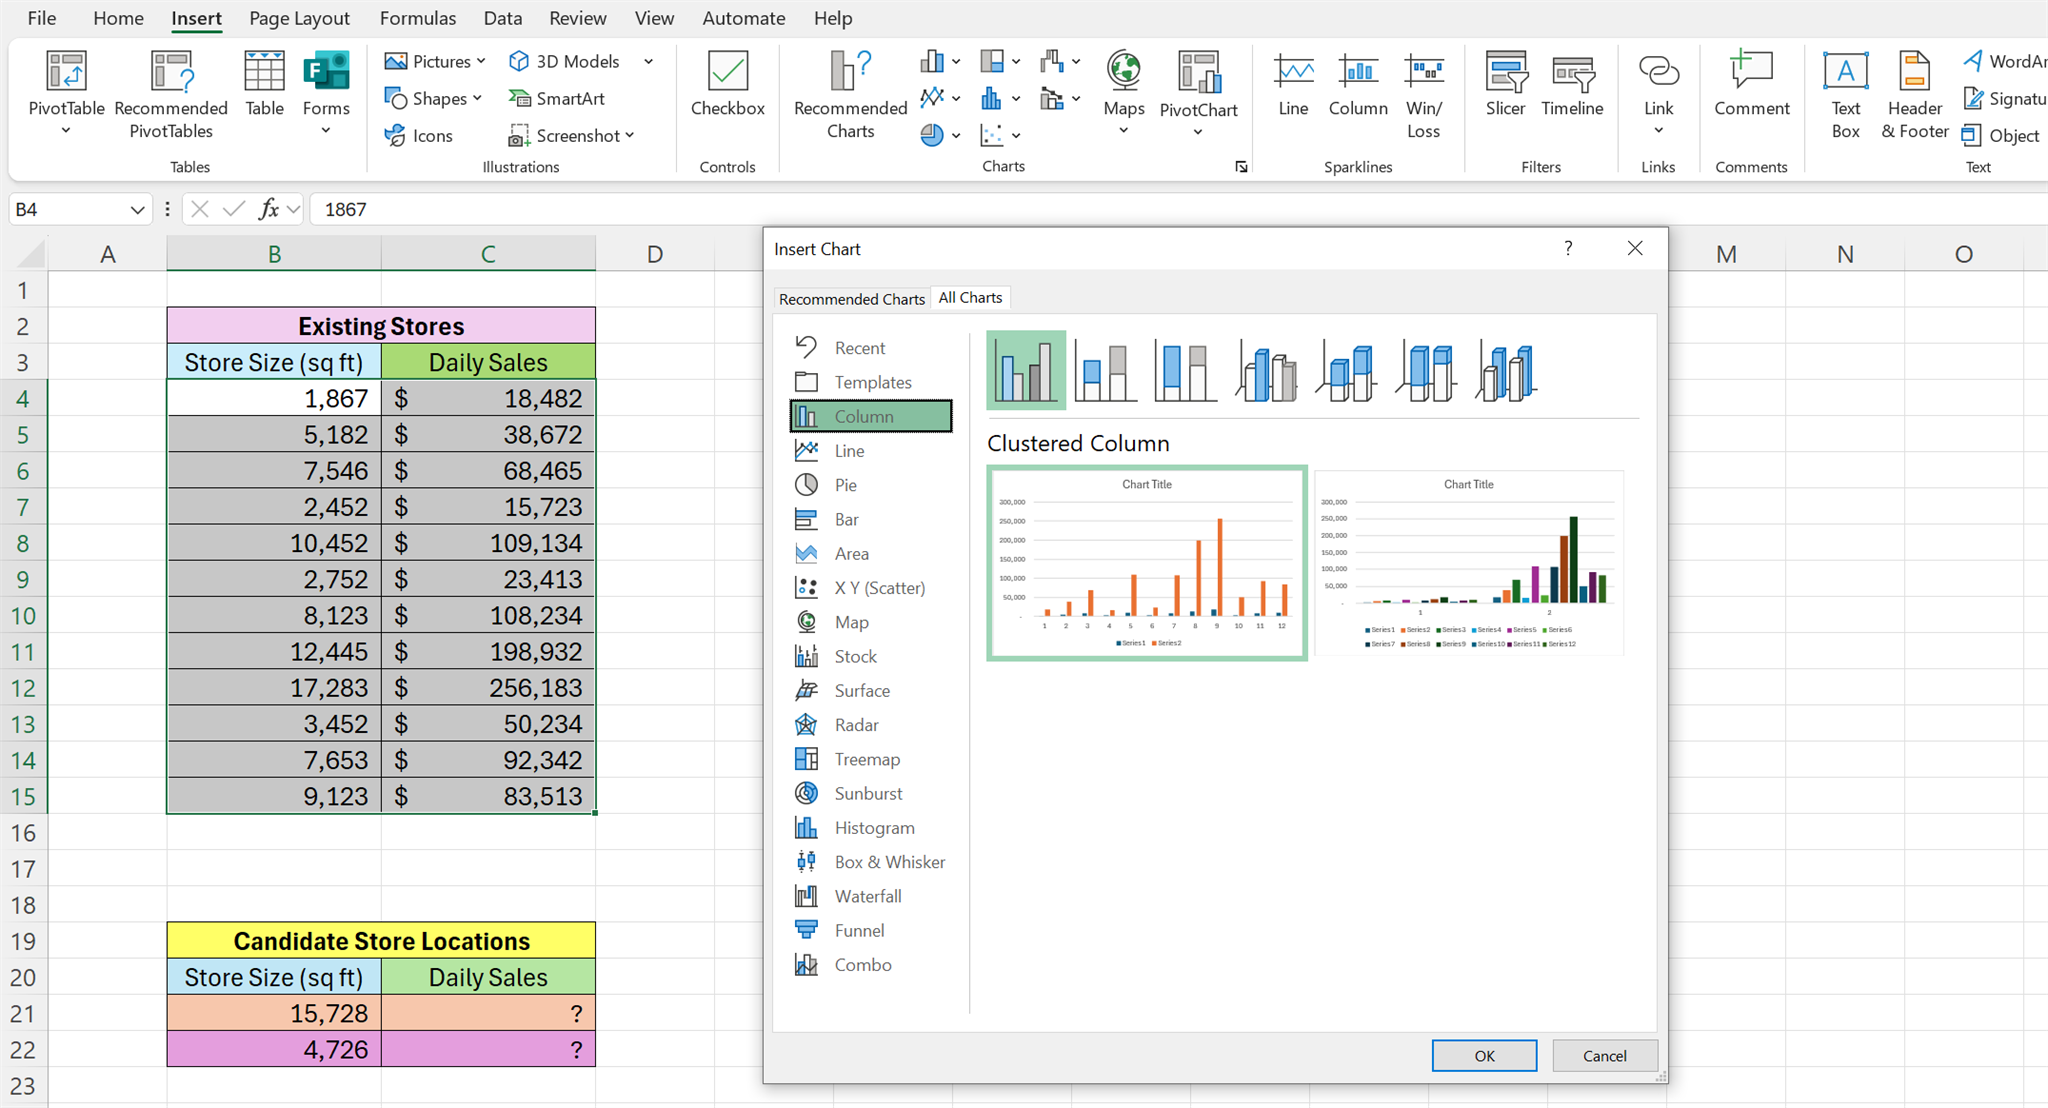 File Home Insert Page Layout Formulas Data Review View Automate Help
PivotTable
Recommended
PivotTables
Table
Forms
Tables
Pictures
Shapes
Icons
3D Models
SmartArt
Screenshot
Illustrations
Checkbox
Controls
Recommended
Charts
Maps
PivotChart
Charts
Line
Column
Win/
Loss
Sparklines
Slicer
Timeline
Filters
Link
Links
Comment
Comments
Text
Box
Header
& Footer
WordAr
Signatu
Object
Text
B4 fx 1867
A B C D M N O
1
2 Existing Stores
3 Store Size (sq ft) Daily Sales
4 1,867 $ 18,482
5 5,182 $ 38,672
6 7,546 $ 68,465
7 2,452 $ 15,723
8 10,452 $ 109,134
9 2,752 $ 23,413
10 8,123 $ 108,234
11 12,445 $ 198,932
12 17,283 $ 256,183
13 3,452 $ 50,234
14 7,653 $ 92,342
15 9,123 $ 83,513
16
17
18
19 Candidate Store Locations
20 Store Size (sq ft) Daily Sales
21 15,728 ?
22 4,726 ?
23
Insert Chart ?
Recommended Charts All Charts
Recent
Templates
Column
Line
Pie
Bar
Area
X Y (Scatter)
Map
Stock
Surface
Radar
Treemap
Sunburst
Histogram
Box & Whisker
Waterfall
Funnel
Combo
Clustered Column
Chart Title
300,000
250,000
200,000
150,000
100,000
50,000
-
1 2 3 4 5 6 7 8 9 10 11 12
Series1 Series2
Chart Title
300,000
250,000
200,000
150,000
100,000
50,000
-
1 2
Series1 Series2 Series3 Series4 Series5 Series6
Series7 Series8 Series9 Series10 Series11 Series12
OK Cancel